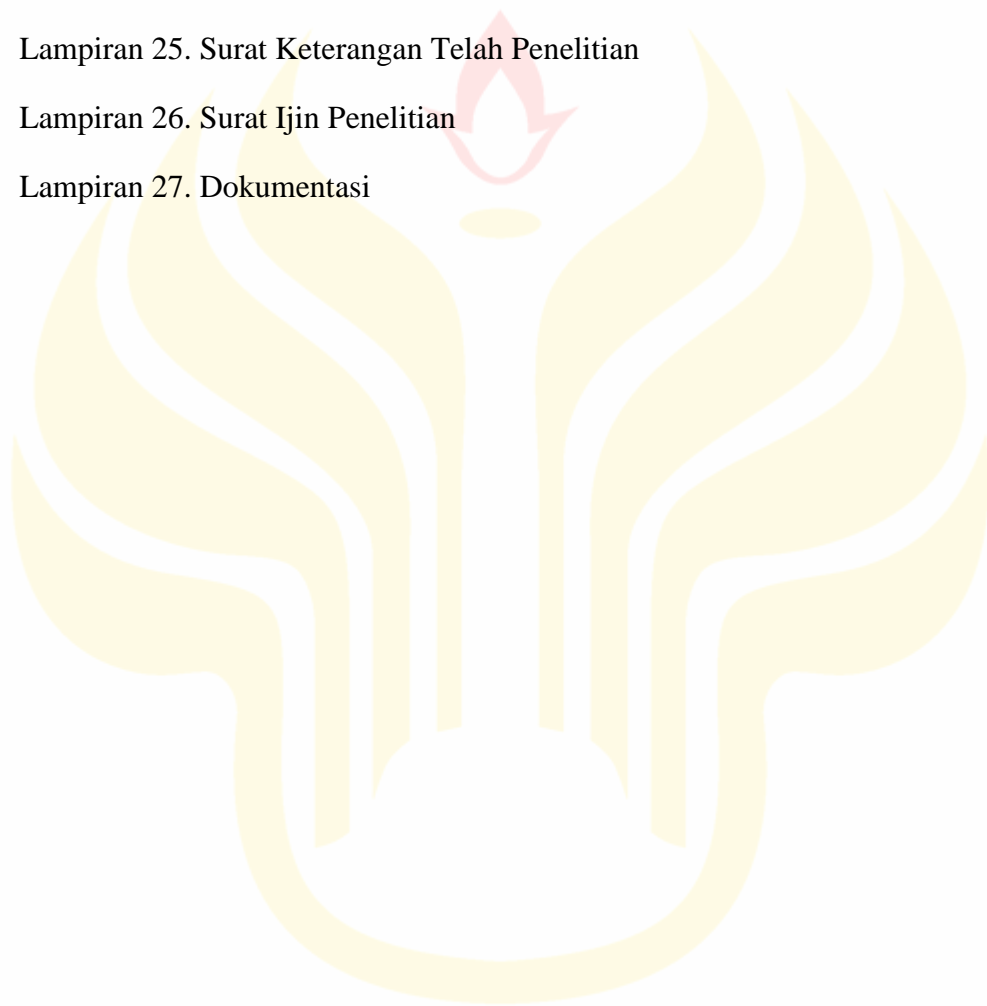 Lampiran 25. Surat Keterangan Telah Penelitian
Lampiran 26. Surat Ijin Penelitian
Lampiran 27. Dokumentasi